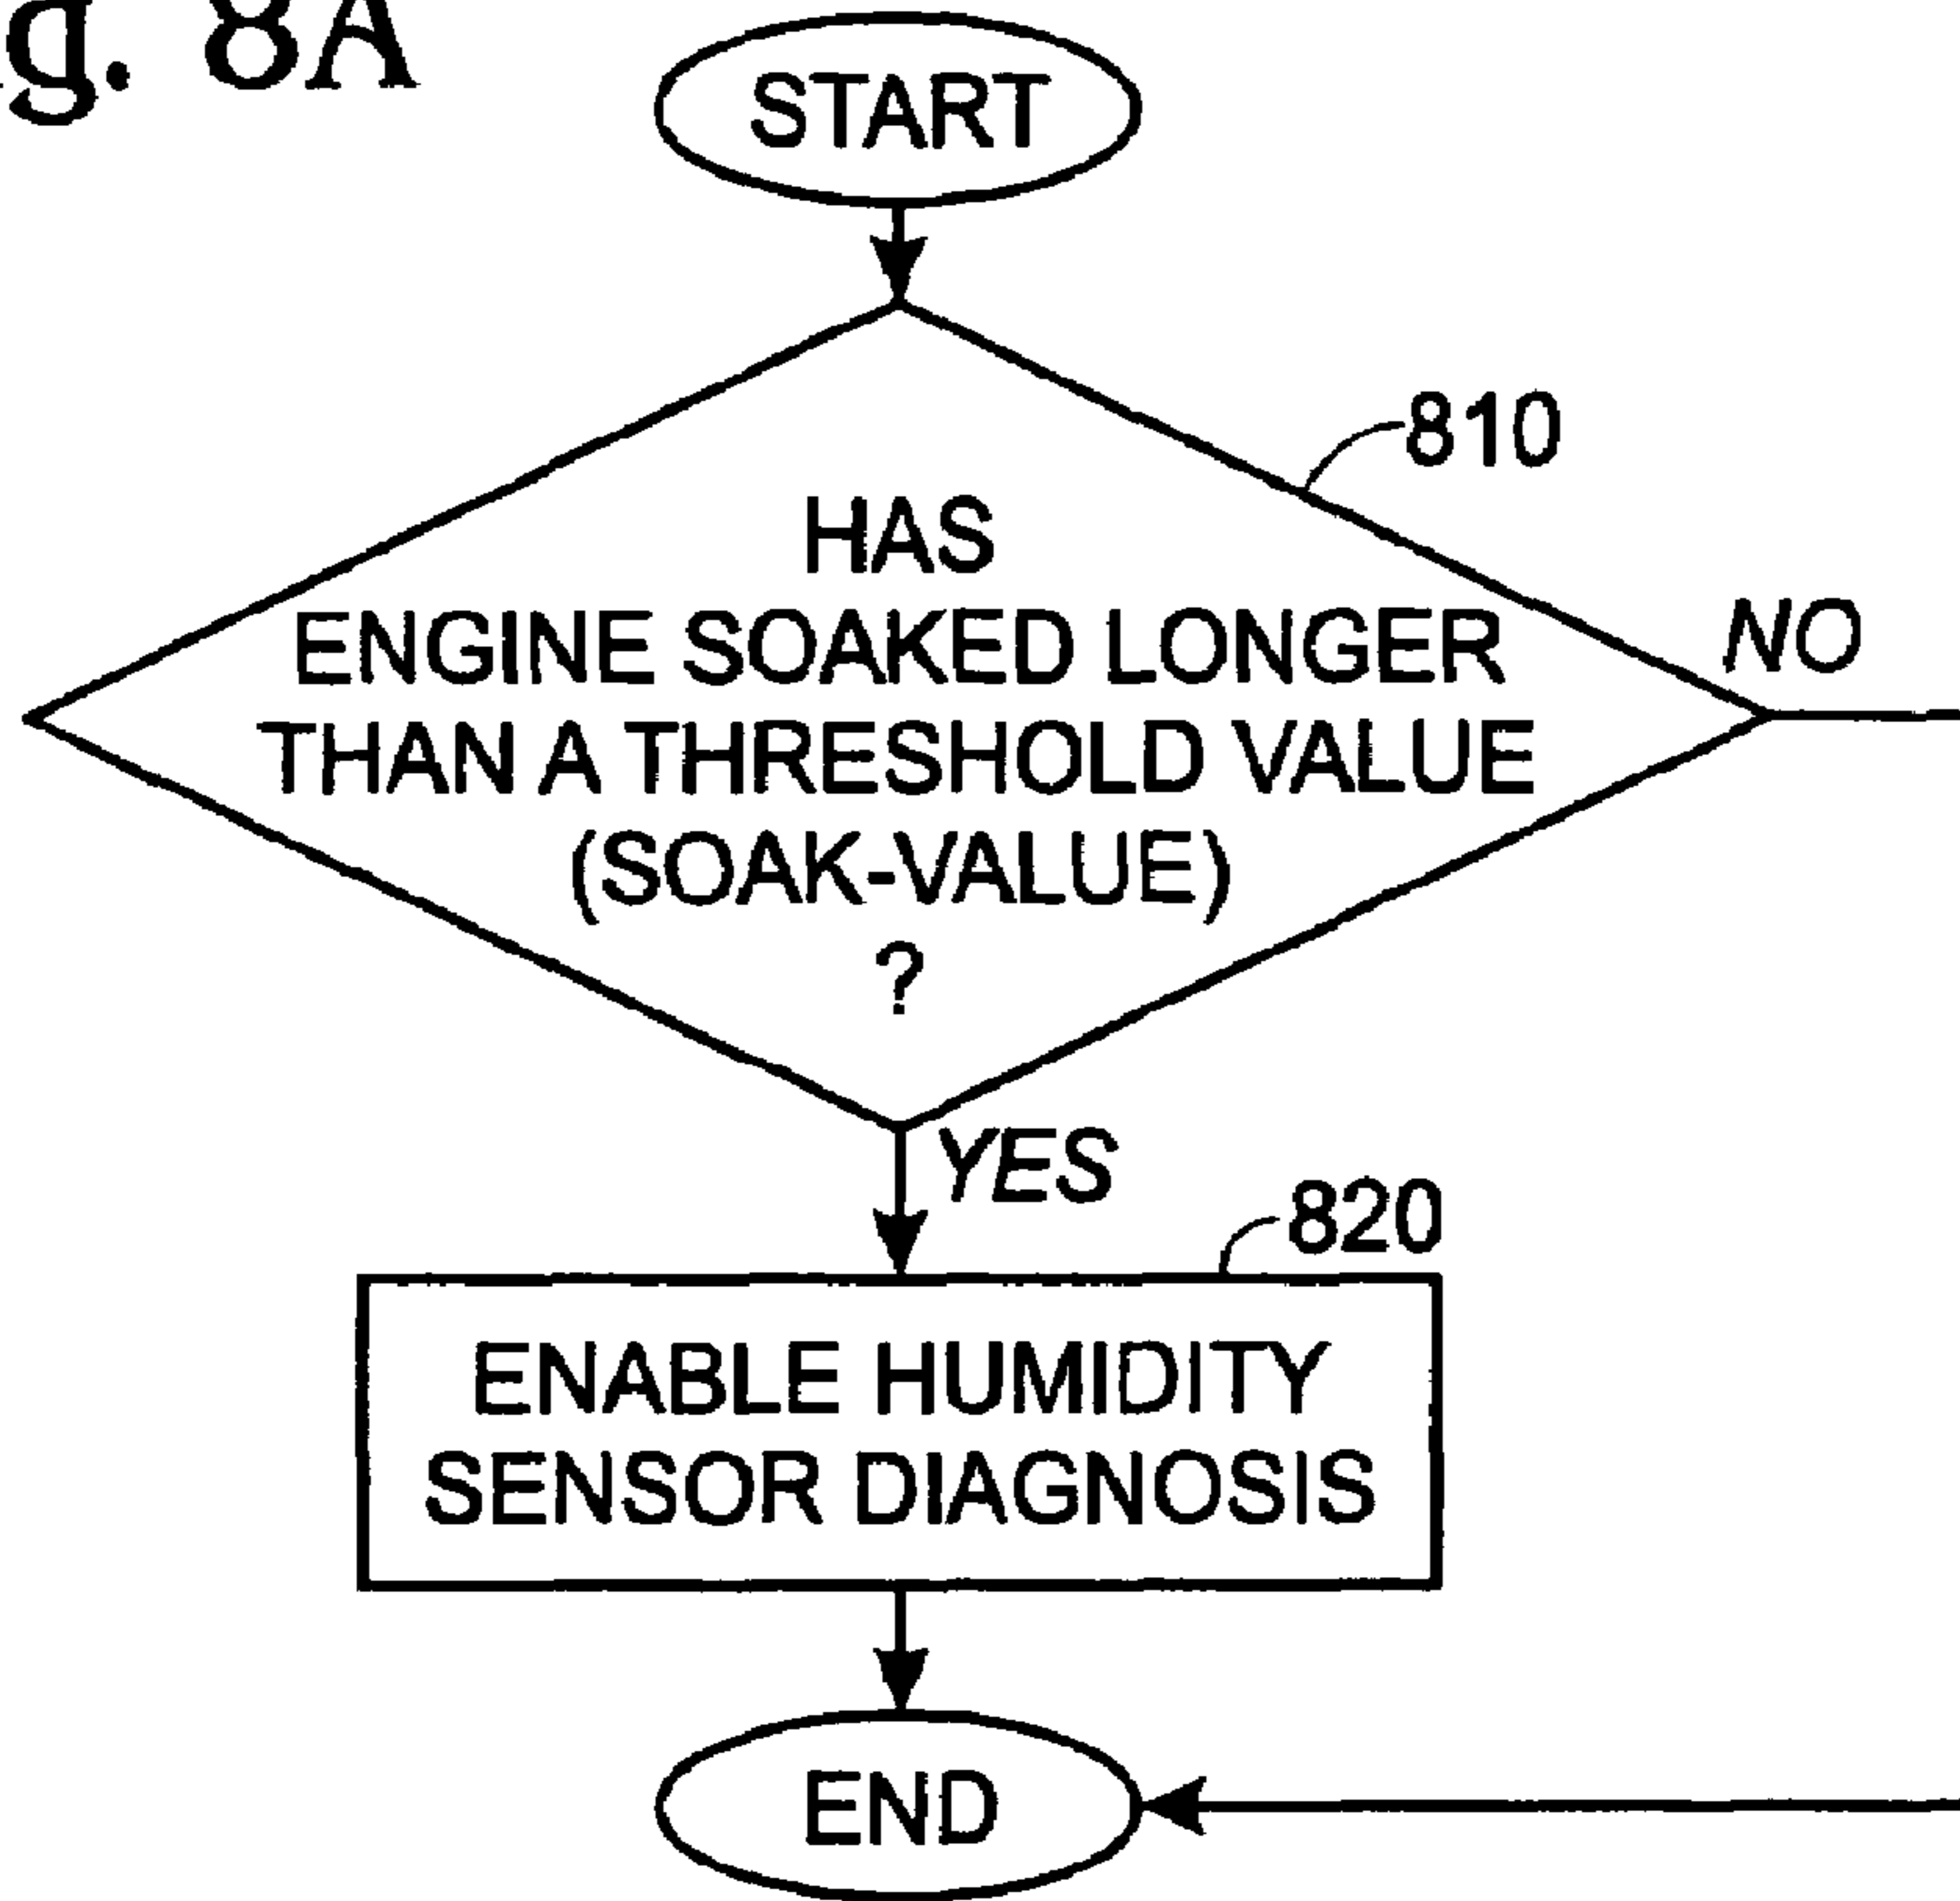 g. 8A
START
810
HAS
ENGINE SOAKED LONGER
THAN A THRESHOLD VALUE
(SOAK-VALUE)
?
NO
YES
820
ENABLE HUMIDITY
SENSOR DIAGNOSIS
END